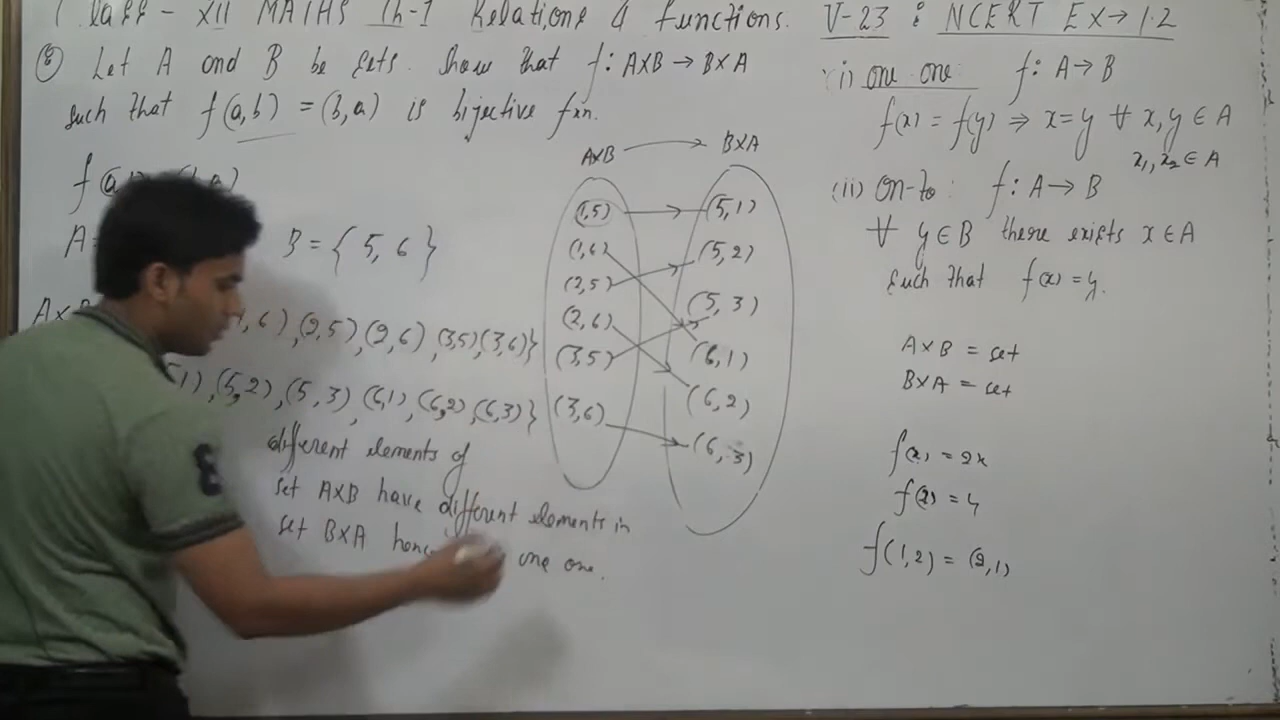 Class - XII MATHS Ch-1 Relations & Functions. V-23 : NCERT EX→1.2
⑧ Let A and B be sets. Show that f: A×B → B×A
such that f(a,b) = (b,a) is bijective fxn.
B = { 5, 6 }
,6) ,(2,5) ,(2,6) ,(3,5)(3,6)}
1) ,(5,2) ,(5,3) ,(6,1) ,(6,2) ,(6,3)}
different elements of
set A×B have different elements in
set B×A one one.
A×B → B×A
(1,5) (5,1)
(1,6) (5,2)
(2,5) (5,3)
(2,6) (6,1)
(3,5) (6,2)
(3,6) (6,3)
(i) one one f: A→B
f(x) = f(y) ⇒ x=y ∀ x,y ∈ A
x₁,x₂ ∈ A
(ii) on-to : f: A→B
∀ y∈B there exists x∈A
such that f(x) = y.
A×B = set
B×A = set
f(x) = 2x
f(2) = 4
f(1,2) = (2,1)